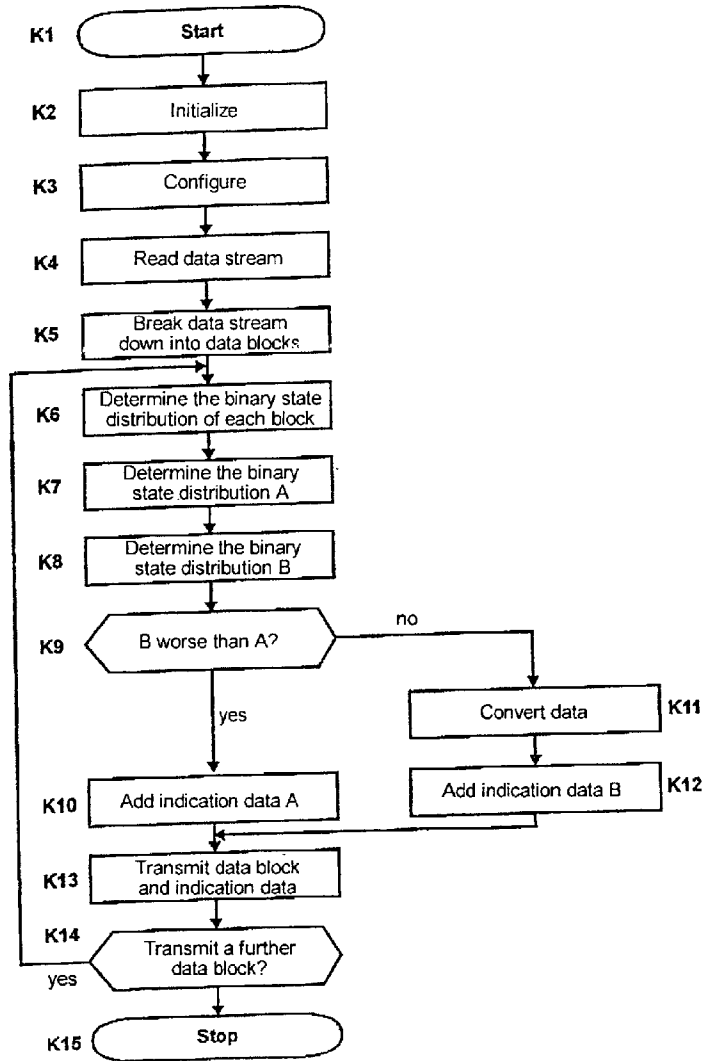 K1 Start
K2 Initialize
K3 Configure
K4 Read data stream
K5 Break data stream
down into data blocks
K6 Determine the binary state
distribution of each block
K7 Determine the binary
state distribution A
K8 Determine the binary
state distribution B
K9 B worse than A?
no
yes
Convert data K11
K10 Add indication data A
Add indication data B K12
K13 Transmit data block
and indication data
K14 Transmit a further
data block?
yes
K15 Stop